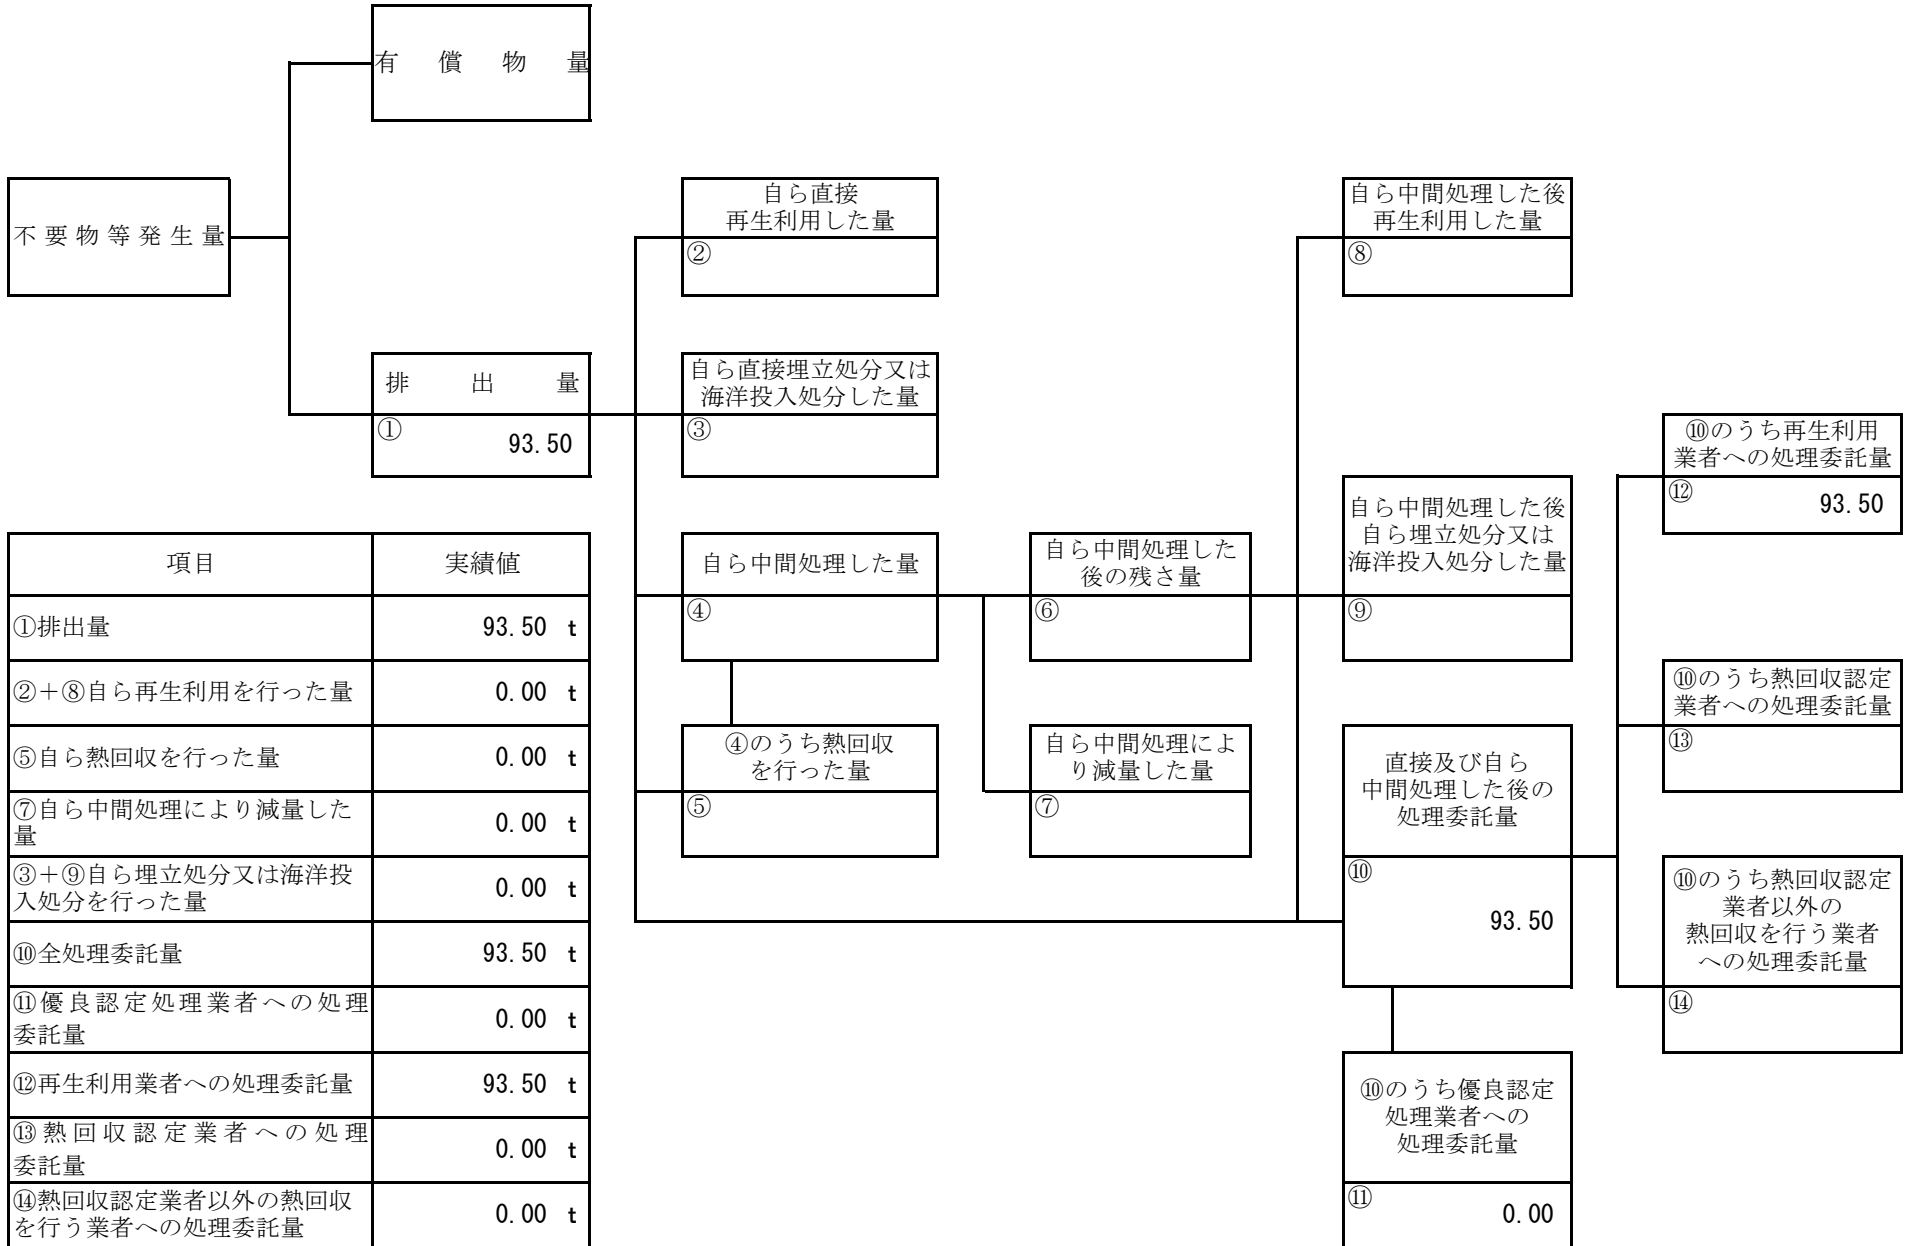 有償物量
不要物等発生量
自ら直接
再生利用した量
②
自ら中間処理した後
再生利用した量
⑧
排出量
①
93.50
自ら直接埋立処分又は
海洋投入処分した量
③
⑩のうち再生利用
業者への処理委託量
⑫
93.50
自ら中間処理した量
④
自ら中間処理した
後の残さ量
⑥
自ら中間処理した後
自ら埋立処分又は
海洋投入処分した量
⑨
⑩のうち熱回収認定
業者への処理委託量
⑬
④のうち熱回収
を行った量
⑤
自ら中間処理によ
り減量した量
⑦
直接及び自ら
中間処理した後の
処理委託量
⑩
93.50
⑩のうち熱回収認定
業者以外の
熱回収を行う業者
への処理委託量
⑭
⑩のうち優良認定
処理業者への
処理委託量
⑪
0.00
項目 実績値
①排出量 93.50 t
②＋⑧自ら再生利用を行った量 0.00 t
⑤自ら熱回収を行った量 0.00 t
⑦自ら中間処理により減量した
量 0.00 t
③＋⑨自ら埋立処分又は海洋投
入処分を行った量 0.00 t
⑩全処理委託量 93.50 t
⑪優良認定処理業者への処理
委託量 0.00 t
⑫再生利用業者への処理委託量 93.50 t
⑬熱回収認定業者への処理
委託量 0.00 t
⑭熱回収認定業者以外の熱回収
を行う業者への処理委託量 0.00 t